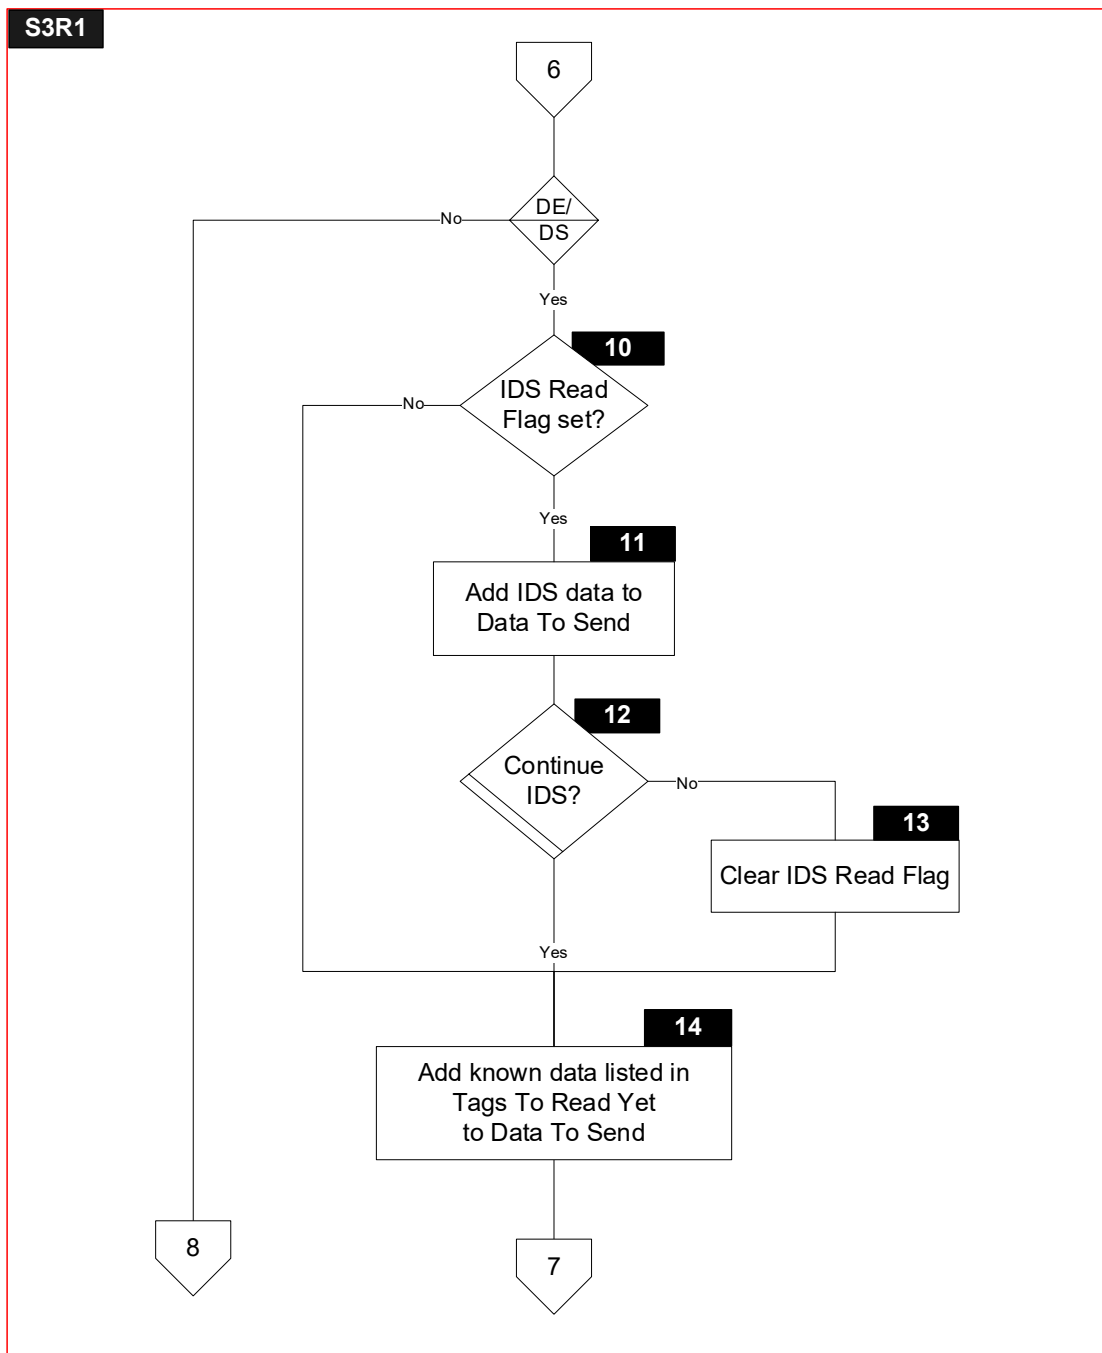 S3R1
6
DE/
DS
No
Yes
10
IDS Read
Flag set?
No
Yes
11
Add IDS data to
Data To Send
12
Continue
IDS?
No
13
Clear IDS Read Flag
Yes
14
Add known data listed in
Tags To Read Yet
to Data To Send
8
7